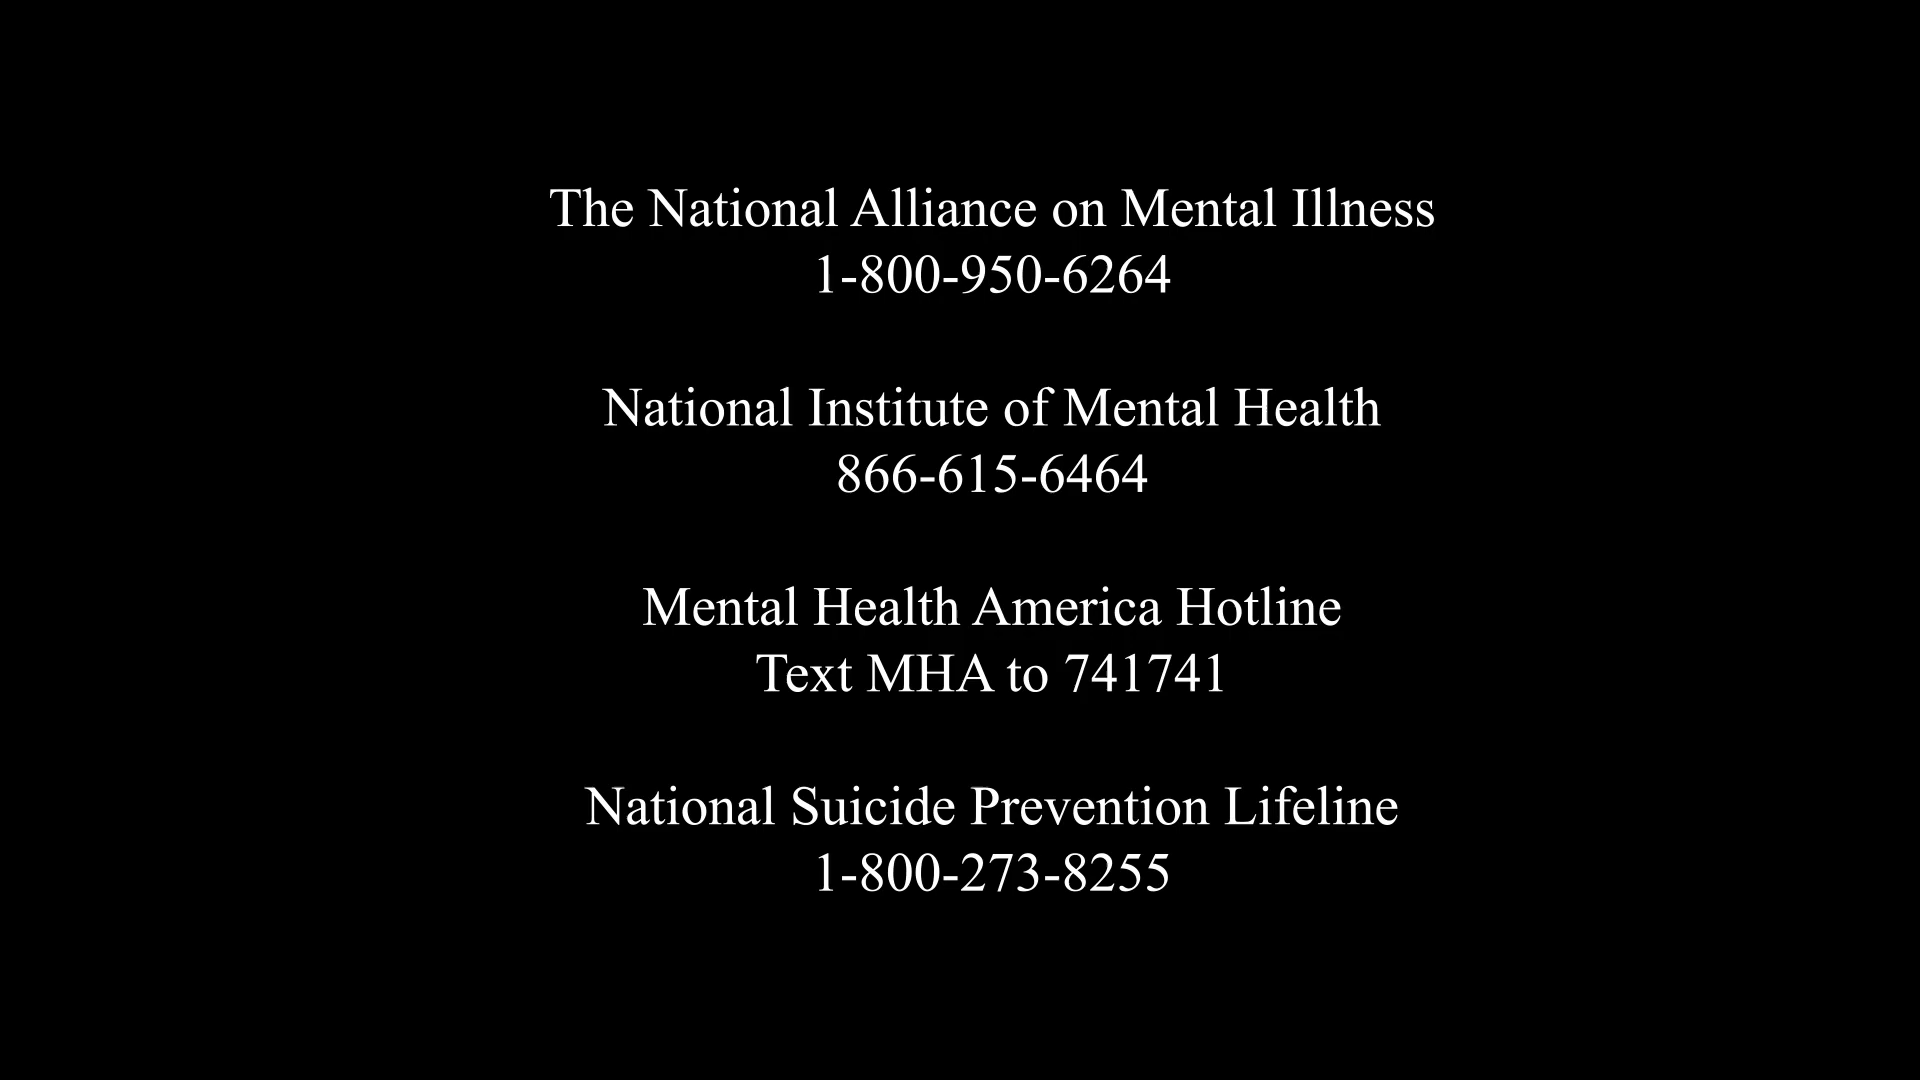 The National Alliance on Mental Illness
1-800-950-6264
National Institute of Mental Health
866-615-6464
Mental Health America Hotline
Text MHA to 741741
National Suicide Prevention Lifeline
1-800-273-8255